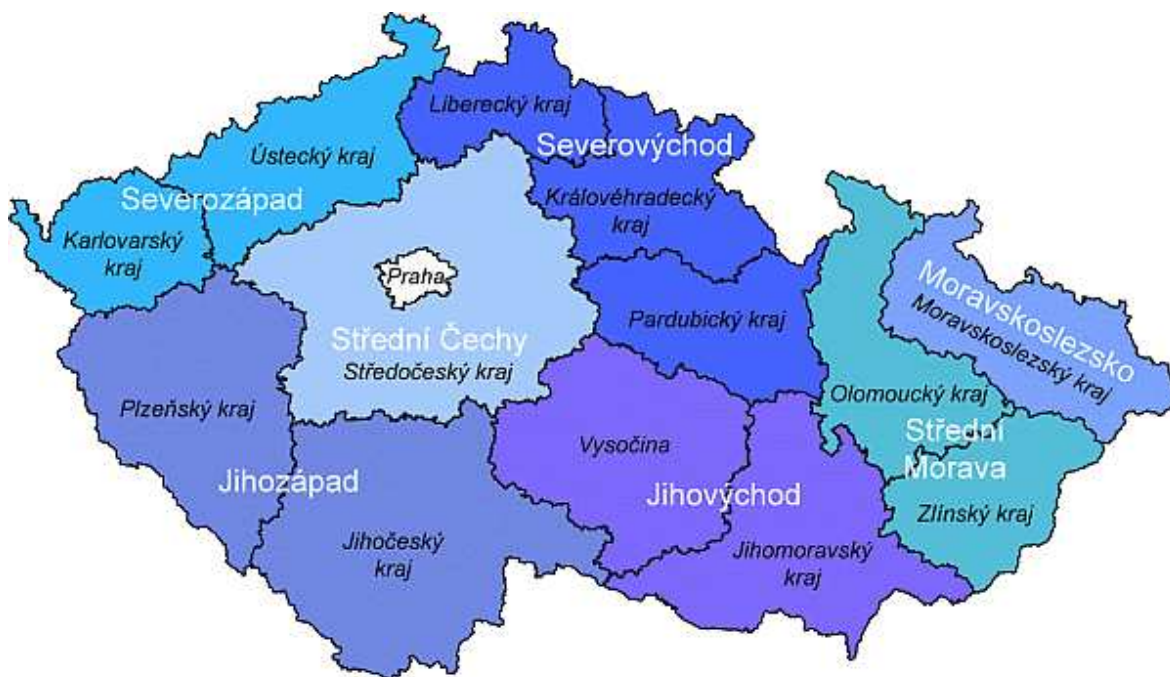 Liberecký kraj
Severovýchod
Ústecký kraj
Severozápad
Královéhradecký
kraj
Karlovarský
kraj
Praha
Moravskoslezsko
Moravskoslezský kraj
Pardubický kraj
Střední Čechy
Středočeský kraj
Olomoucký kraj
Plzeňský kraj
Střední
Morava
Vysočina
Jihozápad
Jihovýchod
Zlínský kraj
Jihočeský
kraj
Jihomoravský
kraj